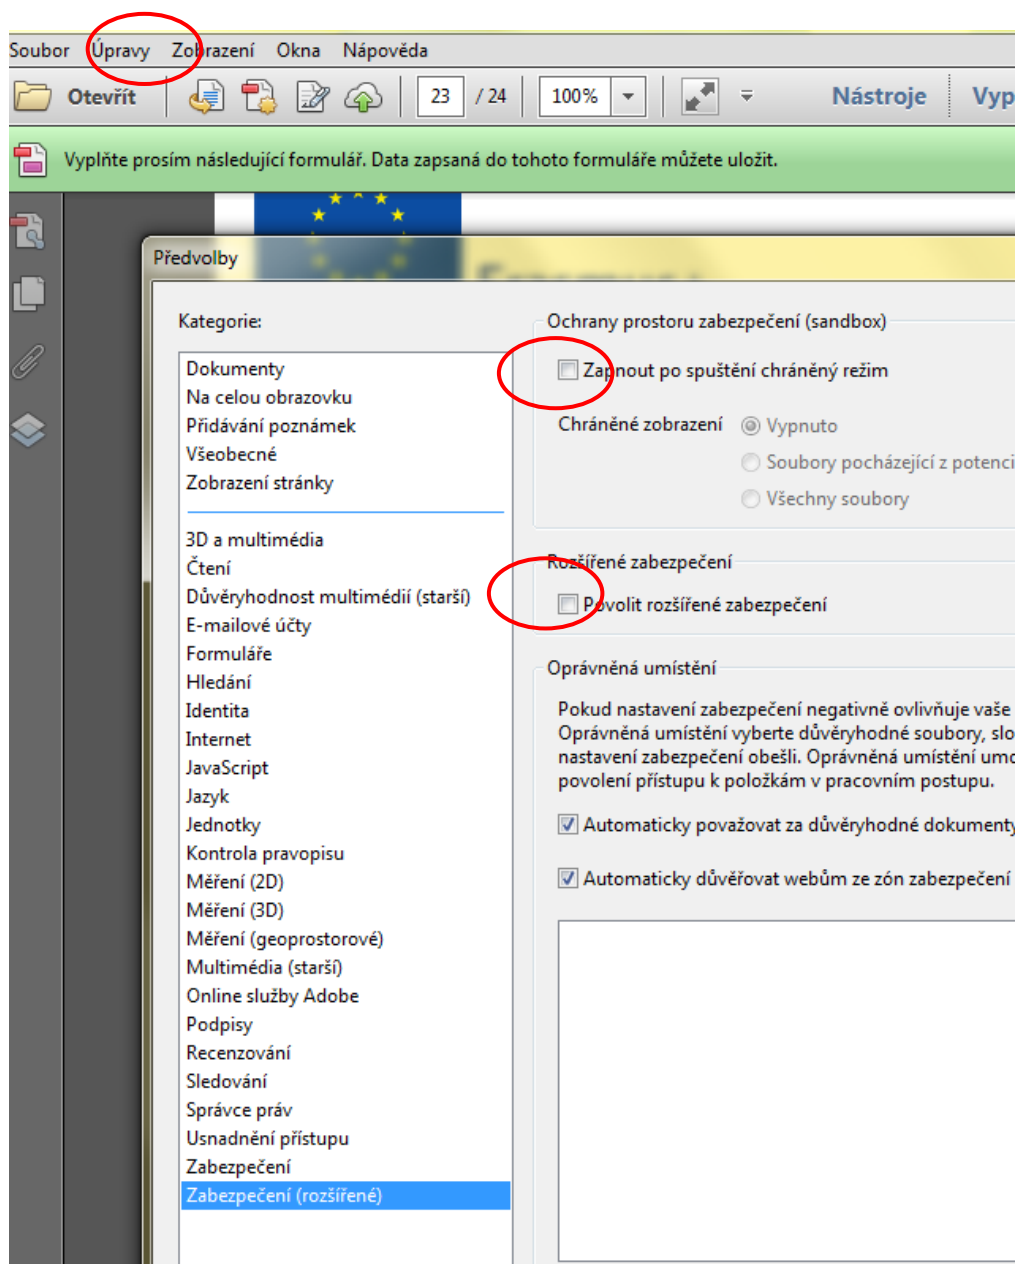 Soubor Úpravy Zobrazení Okna Nápověda
Otevřít 23 / 24 100% Nástroje Vyp
Vyplňte prosím následující formulář. Data zapsaná do tohoto formuláře můžete uložit.
Předvolby
Kategorie:
Dokumenty
Na celou obrazovku
Přidávání poznámek
Všeobecné
Zobrazení stránky
3D a multimédia
Čtení
Důvěryhodnost multimédií (starší)
E-mailové účty
Formuláře
Hledání
Identita
Internet
JavaScript
Jazyk
Jednotky
Kontrola pravopisu
Měření (2D)
Měření (3D)
Měření (geoprostorové)
Multimédia (starší)
Online služby Adobe
Podpisy
Recenzování
Sledování
Správce práv
Usnadnění přístupu
Zabezpečení
Zabezpečení (rozšířené)
Ochrany prostoru zabezpečení (sandbox)
Zapnout po spuštění chráněný režim
Chráněné zobrazení Vypnuto
Soubory pocházející z potenci
Všechny soubory
Rozšířené zabezpečení
Povolit rozšířené zabezpečení
Oprávněná umístění
Pokud nastavení zabezpečení negativně ovlivňuje vaše
Oprávněná umístění vyberte důvěryhodné soubory, slo
nastavení zabezpečení obešli. Oprávněná umístění umo
povolení přístupu k položkám v pracovním postupu.
Automaticky považovat za důvěryhodné dokumenty
Automaticky důvěřovat webům ze zón zabezpečení